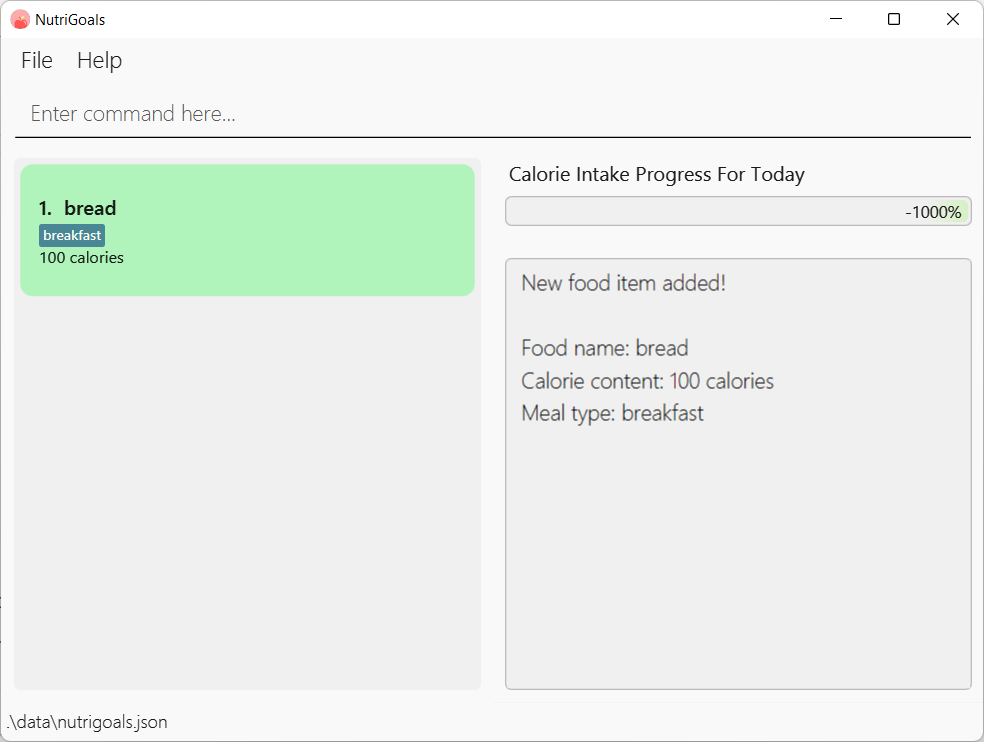 NutriGoals
File Help
Enter command here...
1. bread
breakfast
100 calories
Calorie Intake Progress For Today
-1000%
New food item added!
Food name: bread
Calorie content: 100 calories
Meal type: breakfast
.\data\nutrigoals.json